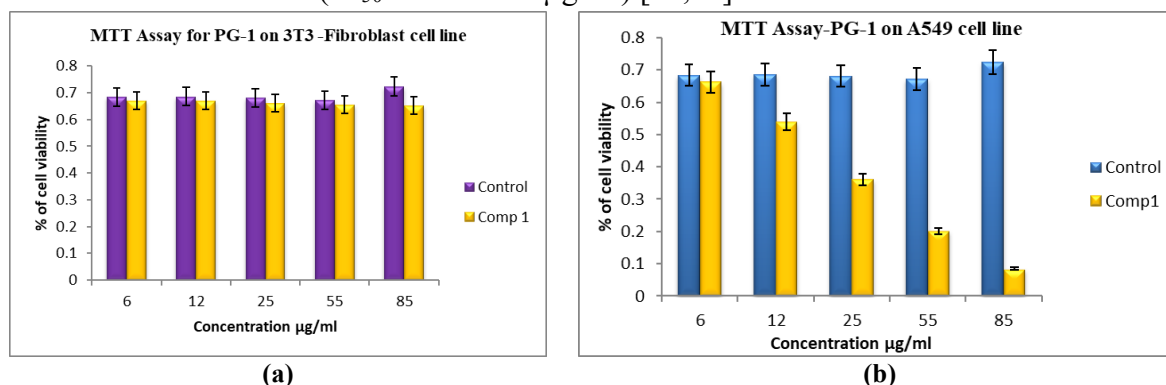 MTT Assay for PG-1 on 3T3 -Fibroblast cell line
% of cell viability
0.8
0.7
0.6
0.5
0.4
0.3
0.2
0.1
0
6 12 25 55 85
Concentration µg/ml
Control
Comp 1
(a)
MTT Assay-PG-1 on A549 cell line
% of cell viability
0.8
0.7
0.6
0.5
0.4
0.3
0.2
0.1
0
6 12 25 55 85
Concentration µg/ml
Control
Comp1
(b)